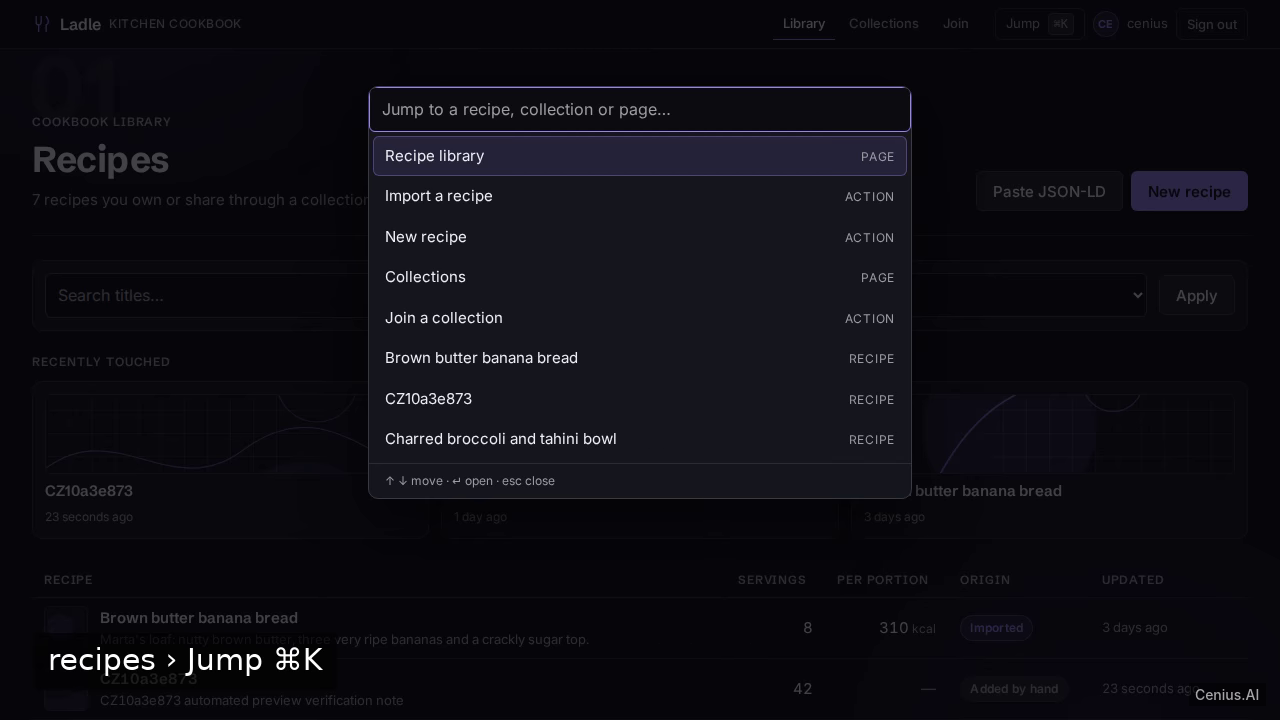 Ladle KITCHEN COOKBOOK Library Collections Join Jump ⌘K CE cenius Sign out
01
COOKBOOK LIBRARY
Recipes
7 recipes you own or share through a collection
Paste JSON-LD New recipe
Search titles... Apply
Jump to a recipe, collection or page...
Recipe library PAGE
Import a recipe ACTION
New recipe ACTION
Collections PAGE
Join a collection ACTION
Brown butter banana bread RECIPE
CZ10a3e873 RECIPE
Charred broccoli and tahini bowl RECIPE
↑ ↓ move · ↵ open · esc close
RECENTLY TOUCHED
CZ10a3e873 butter banana bread
23 seconds ago 1 day ago 3 days ago
RECIPE SERVINGS PER PORTION ORIGIN UPDATED
Brown butter banana bread
Marta's loaf, nutty brown butter, three very ripe bananas and a crackly sugar top.
8 310 kcal Imported 3 days ago
CZ10a3e873
CZ10a3e873 automated preview verification note
42 — Added by hand 23 seconds ago
recipes › Jump ⌘K
Cenius.AI